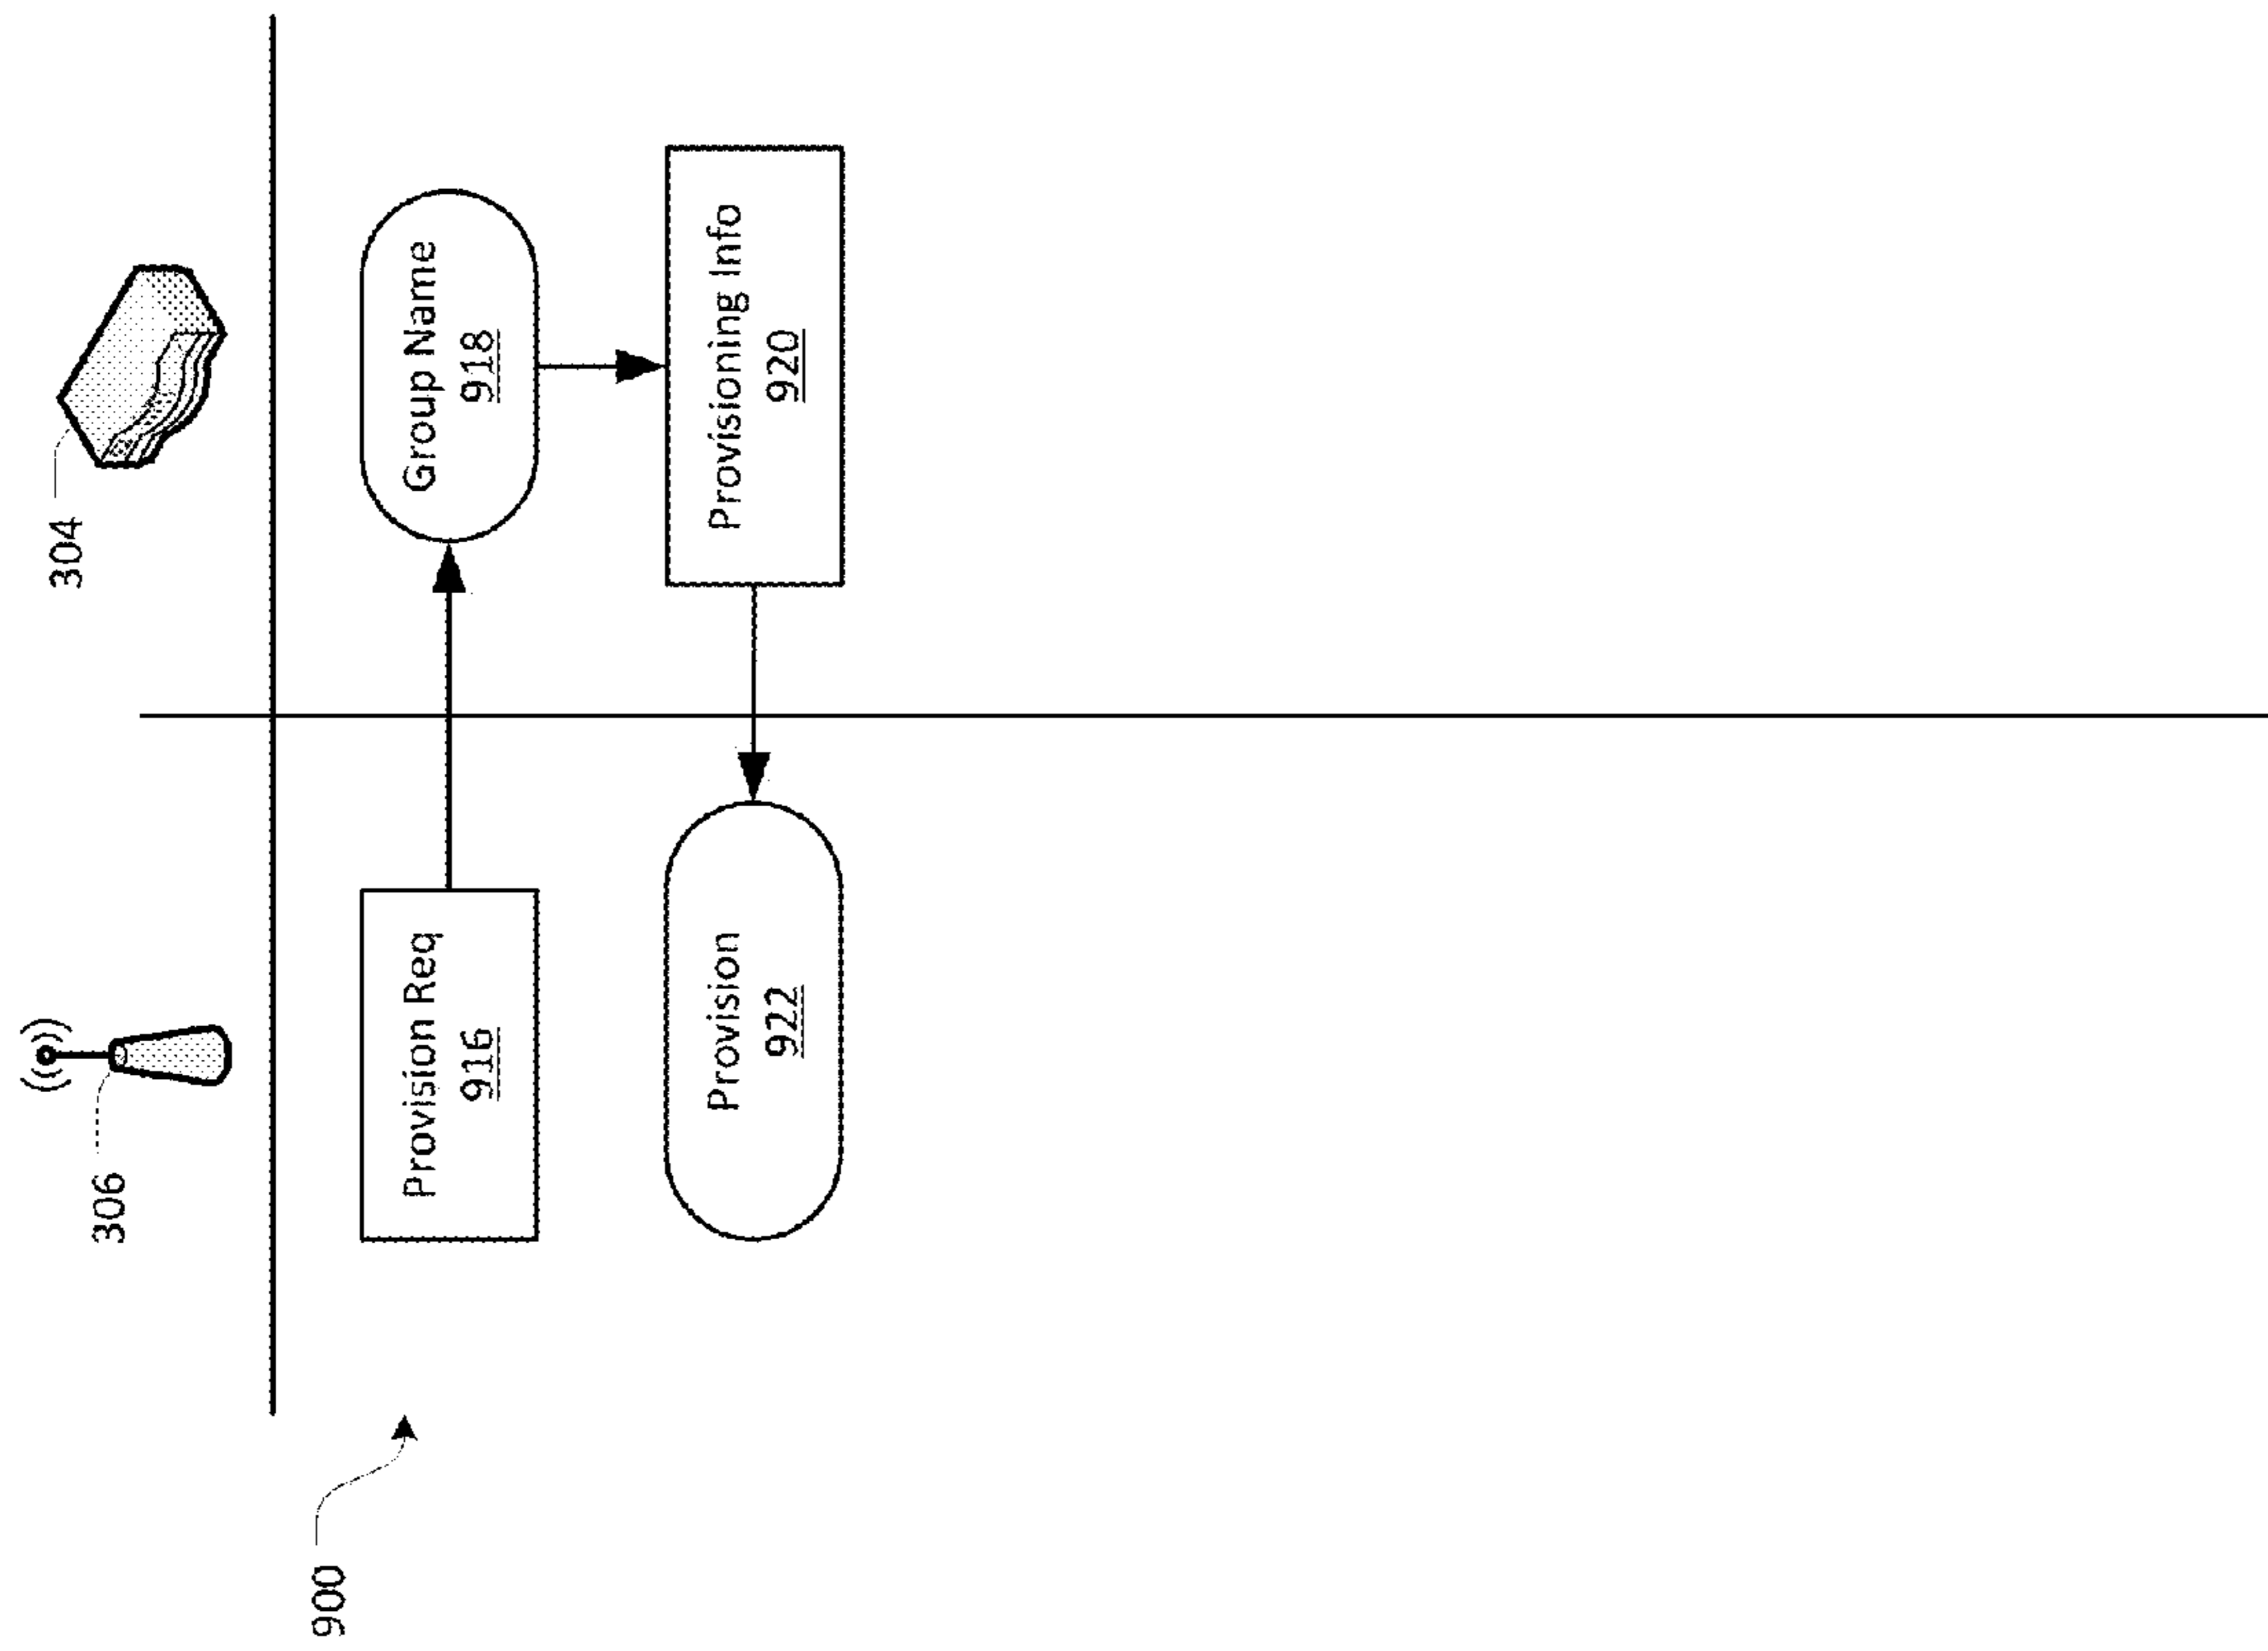 306
304
900
Provision Req
916
Group Name
918
Provisioning Info
920
Provision
922